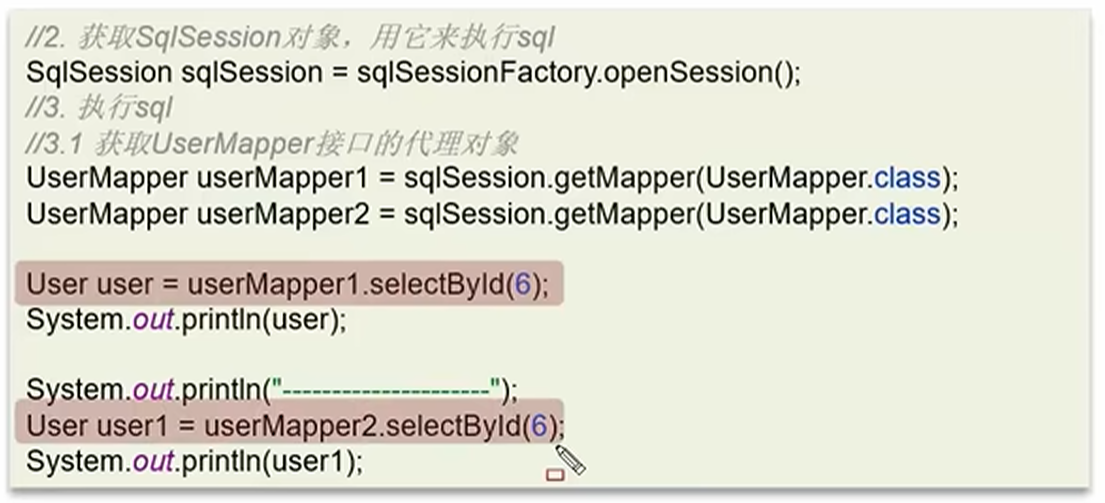 //2. 获取SqlSession对象，用它来执行sql
SqlSession sqlSession = sqlSessionFactory.openSession();
//3. 执行sql
//3.1 获取UserMapper接口的代理对象
UserMapper userMapper1 = sqlSession.getMapper(UserMapper.class);
UserMapper userMapper2 = sqlSession.getMapper(UserMapper.class);
User user = userMapper1.selectById(6);
System.out.println(user);
System.out.println("---------------------");
User user1 = userMapper2.selectById(6);
System.out.println(user1);